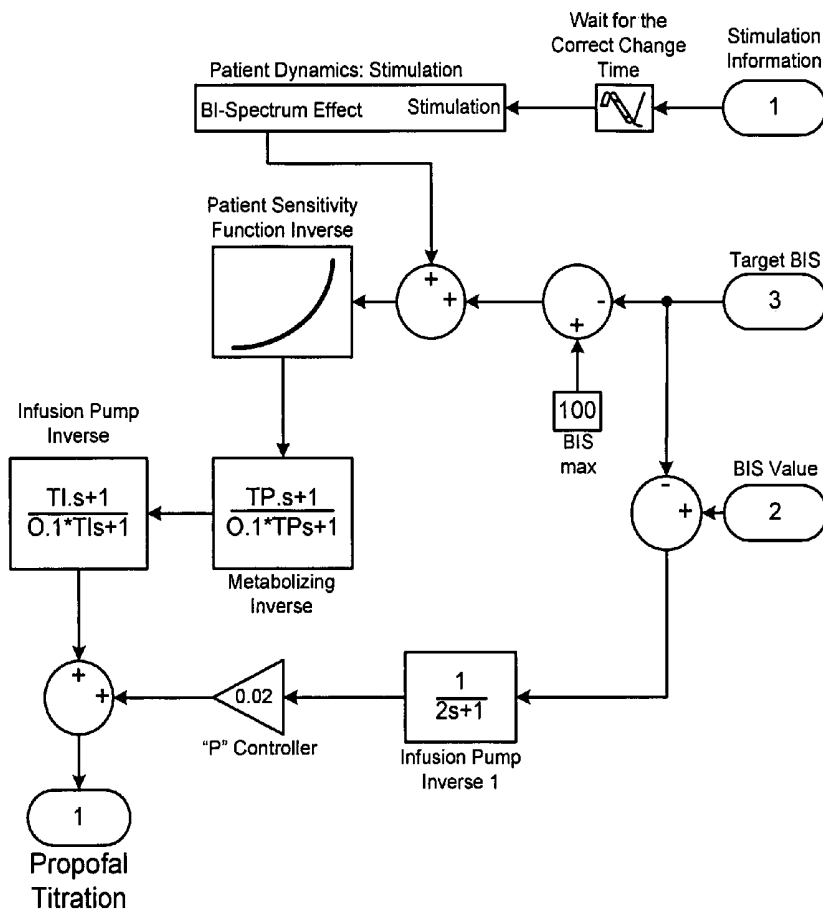 Wait for the
Correct Change
Time
Stimulation
Information
1
Patient Dynamics: Stimulation
BI-Spectrum Effect
Stimulation
Patient Sensitivity
Function Inverse
+
+
-
+
Target BIS
3
100
BIS
max
Infusion Pump
Inverse
TI.s+1
O.1*TIs+1
TP.s+1
O.1*TPs+1
Metabolizing
Inverse
-
+
BIS Value
2
+
+
0.02
"P" Controller
1
2s+1
Infusion Pump
Inverse 1
1
Propofal
Titration